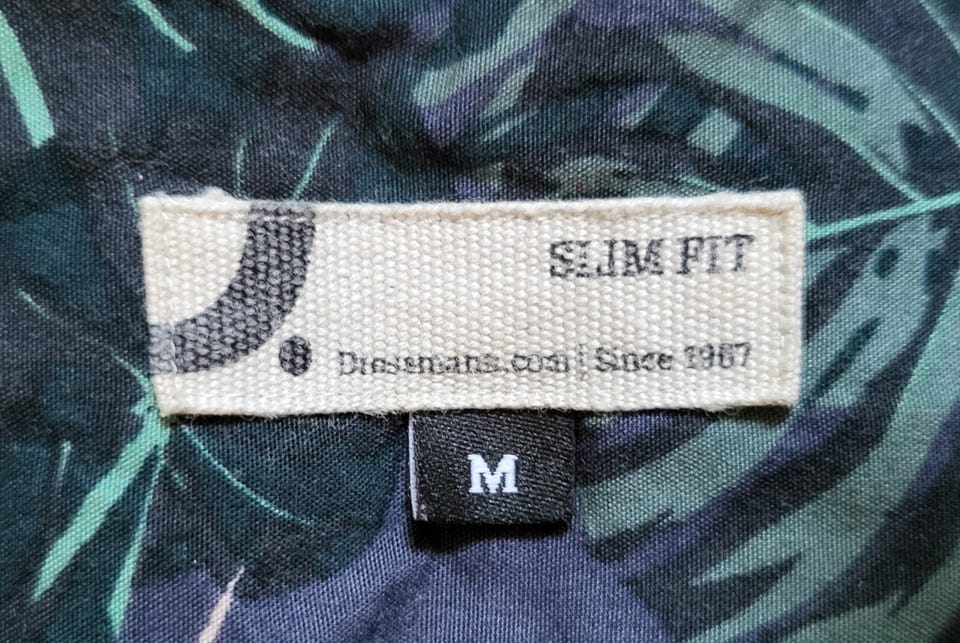 SLIM FIT
Dressmann.com | Since 1967
M